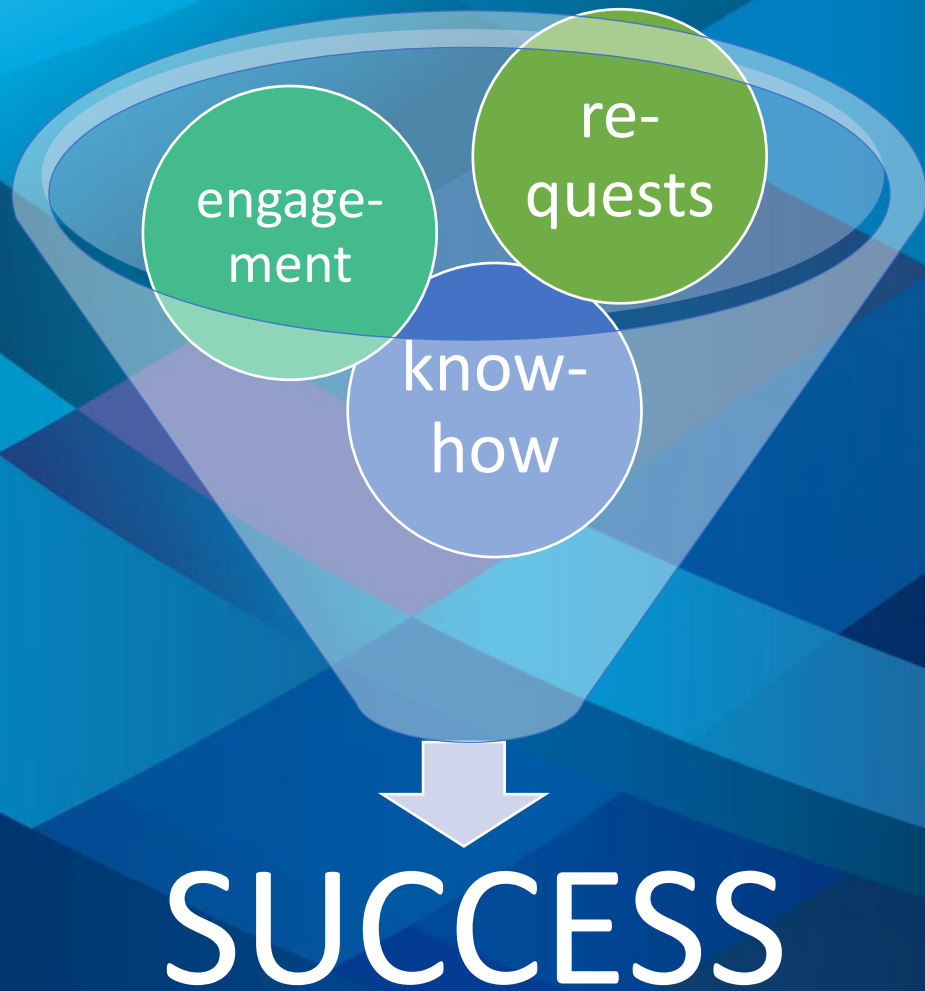 re-
quests
engage-
ment
know-
how
SUCCESS